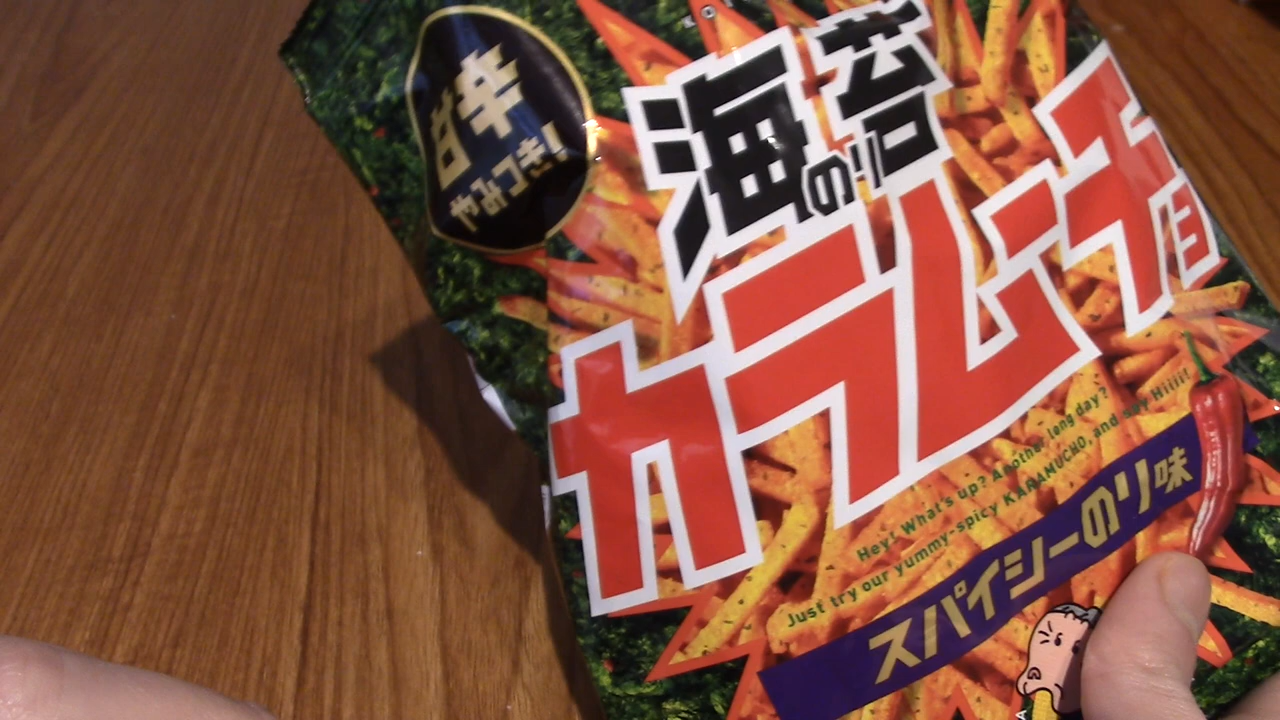 甘辛
やみつき!
海苔
のり
カラムーチョ
Hey! What's up? Another long day?
Just try our yummy-spicy KARAMUCHO, and say Hiiii!
スパイシーのり味